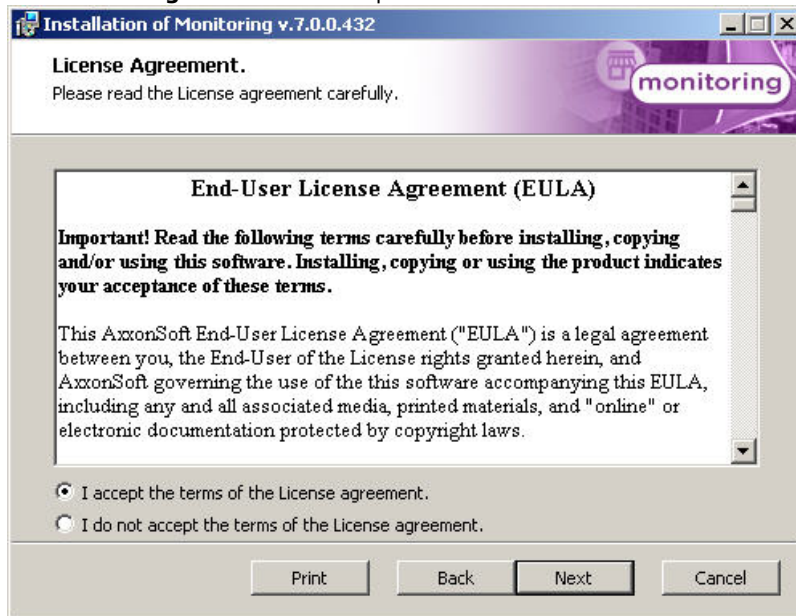 Installation of Monitoring v.7.0.0.432
License Agreement.
Please read the License agreement carefully.
monitoring
End-User License Agreement (EULA)
Important! Read the following terms carefully before installing, copying
and/or using this software. Installing, copying or using the product indicates
your acceptance of these terms.
This AxxonSoft End-User License Agreement ("EULA") is a legal agreement
between you, the End-User of the License rights granted herein, and
AxxonSoft governing the use of the this software accompanying this EULA,
including any and all associated media, printed materials, and "online" or
electronic documentation protected by copyright laws.
I accept the terms of the License agreement.
I do not accept the terms of the License agreement.
Print Back Next Cancel